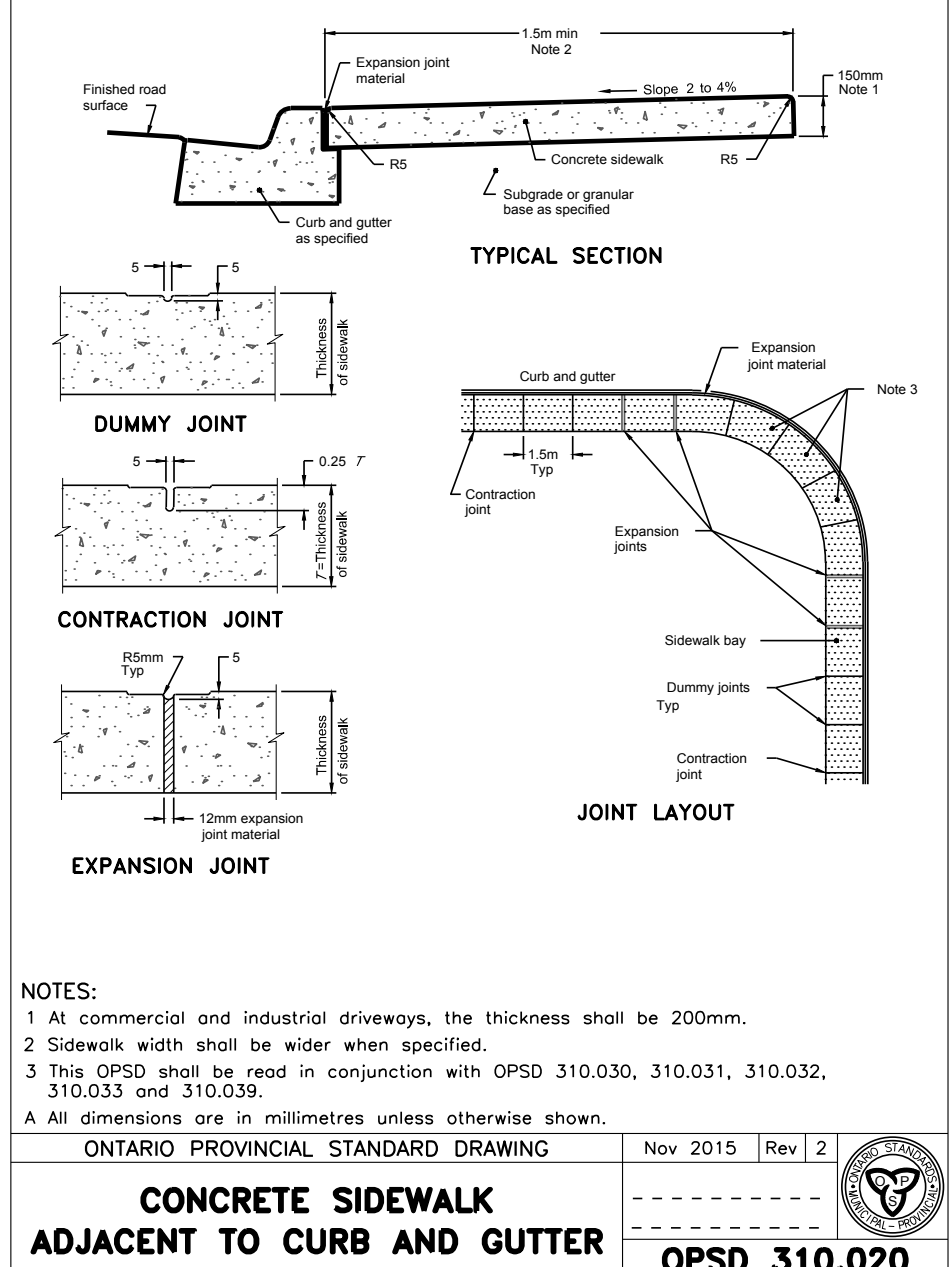 1.5m min
Note 2
Expansion joint
material
Finished road
surface
Slope 2 to 4%
150mm
Note 1
R5
Concrete sidewalk
R5
Subgrade or granular
base as specified
Curb and gutter
as specified
TYPICAL SECTION
5
5
Thickness
of sidewalk
DUMMY JOINT
5
0.25 T
T=Thickness
of sidewalk
CONTRACTION JOINT
R5mm
Typ
5
Thickness
of sidewalk
12mm expansion
joint material
EXPANSION JOINT
Expansion
joint material
Curb and gutter
Note 3
1.5m
Typ
Contraction
joint
Expansion
joints
Sidewalk bay
Dummy joints
Typ
Contraction
joint
JOINT LAYOUT
NOTES:
1 At commercial and industrial driveways, the thickness shall be 200mm.
2 Sidewalk width shall be wider when specified.
3 This OPSD shall be read in conjunction with OPSD 310.030, 310.031, 310.032,
310.033 and 310.039.
A All dimensions are in millimetres unless otherwise shown.
ONTARIO PROVINCIAL STANDARD DRAWING
Nov 2015
Rev 2
CONCRETE SIDEWALK
ADJACENT TO CURB AND GUTTER
ONTARIO STANDARDS
MUNICIPAL - PROVINCIAL
O P S
OPSD 310.020